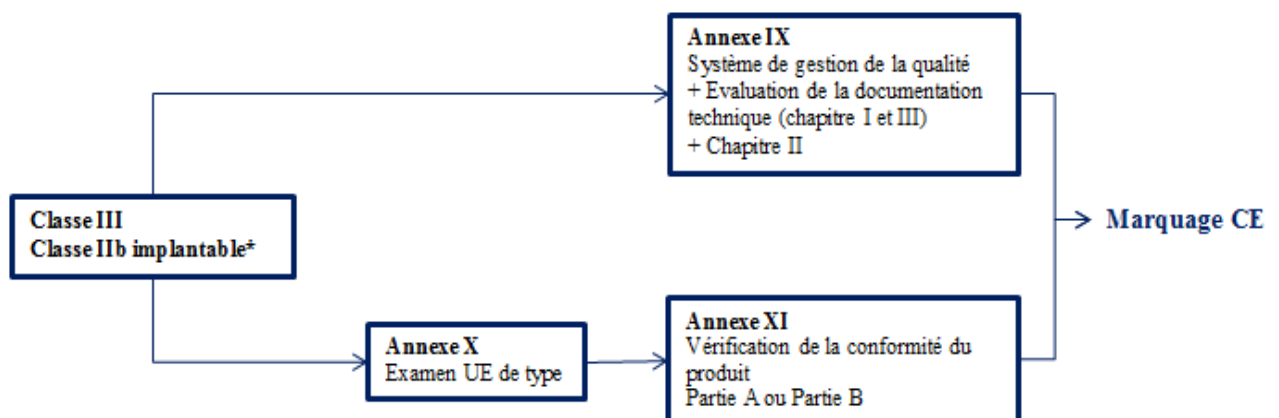 Annexe IX
Système de gestion de la qualité
+ Evaluation de la documentation
technique (chapitre I et III)
+ Chapitre II
Classe III
Classe IIb implantable*
Marquage CE
Annexe X
Examen UE de type
Annexe XI
Vérification de la conformité du
produit
Partie A ou Partie B